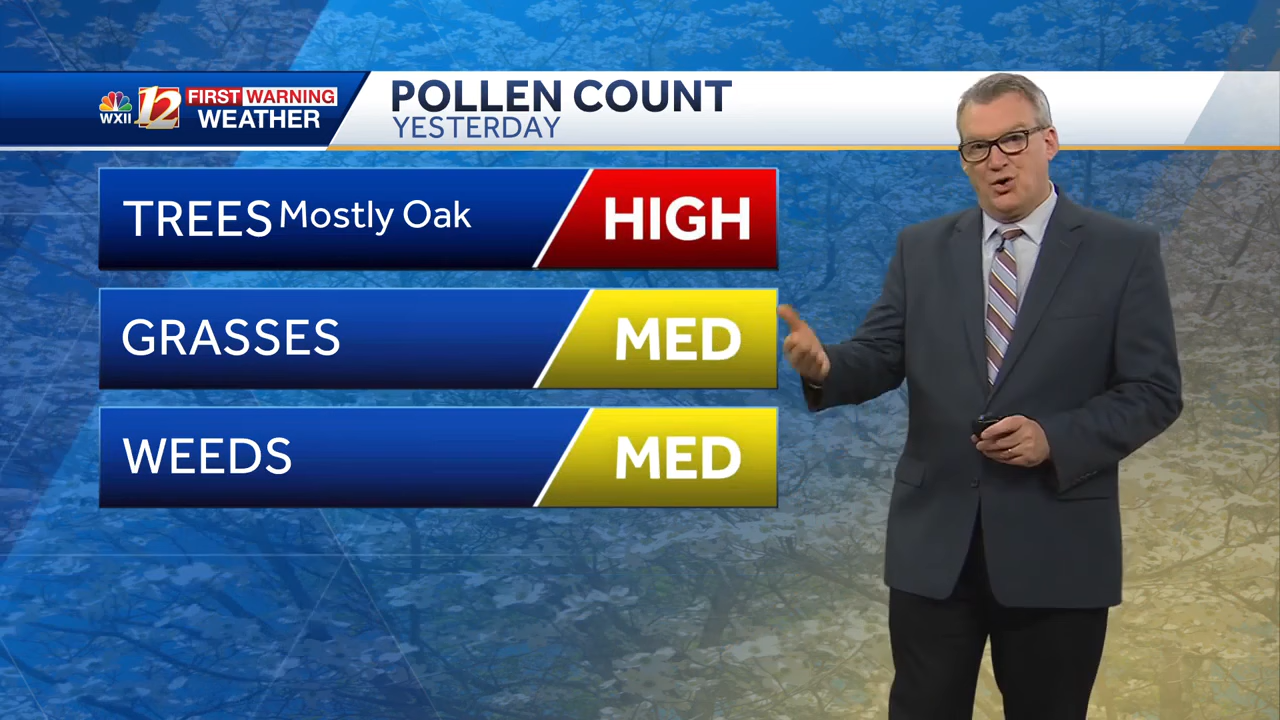 WXII 12 FIRST WARNING
WEATHER
POLLEN COUNT
YESTERDAY
TREES Mostly Oak HIGH
GRASSES MED
WEEDS MED